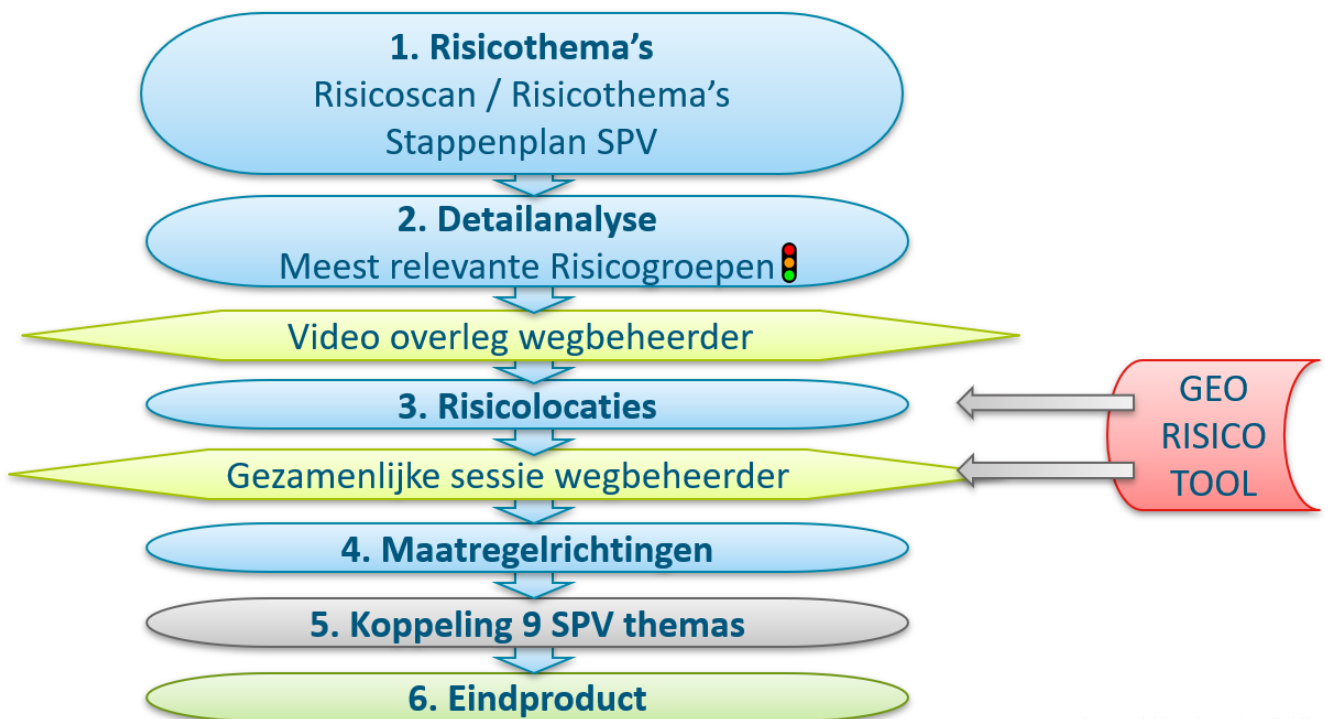 1. Risicothema’s
Risicoscan / Risicothema’s
Stappenplan SPV
2. Detailanalyse
Meest relevante Risicogroepen
Video overleg wegbeheerder
3. Risicolocaties
Gezamenlijke sessie wegbeheerder
4. Maatregelrichtingen
5. Koppeling 9 SPV themas
6. Eindproduct
GEO
RISICO
TOOL